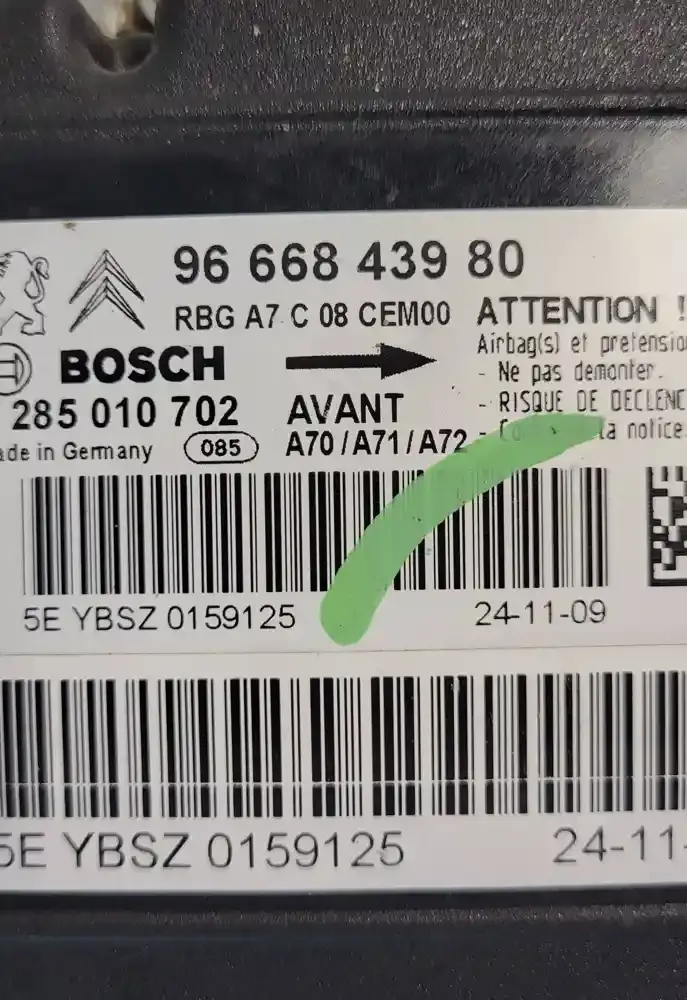 96 668 439 80
RBG A7 C 08 CEM00
ATTENTION !
Airbag(s) et pretensio
- Ne pas demonter.
- RISQUE DE DECLENC
- la notice
BOSCH
285 010 702
AVANT
ade in Germany
085
A70/A71/A72
5E YBSZ 0159125
24-11-09
5E YBSZ 0159125
24-11-